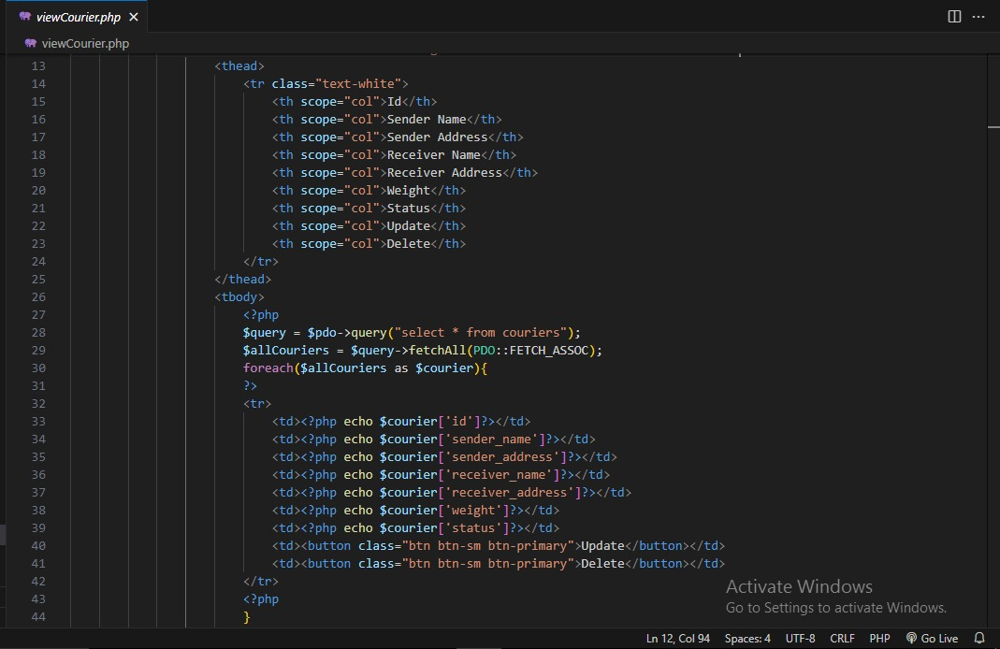 viewCourier.php
viewCourier.php
13 <thead>
14 <tr class="text-white">
15 <th scope="col">Id</th>
16 <th scope="col">Sender Name</th>
17 <th scope="col">Sender Address</th>
18 <th scope="col">Receiver Name</th>
19 <th scope="col">Receiver Address</th>
20 <th scope="col">Weight</th>
21 <th scope="col">Status</th>
22 <th scope="col">Update</th>
23 <th scope="col">Delete</th>
24 </tr>
25 </thead>
26 <tbody>
27 <?php
28 $query = $pdo->query("select * from couriers");
29 $allCouriers = $query->fetchAll(PDO::FETCH_ASSOC);
30 foreach($allCouriers as $courier){
31 ?>
32 <tr>
33 <td><?php echo $courier['id']?></td>
34 <td><?php echo $courier['sender_name']?></td>
35 <td><?php echo $courier['sender_address']?></td>
36 <td><?php echo $courier['receiver_name']?></td>
37 <td><?php echo $courier['receiver_address']?></td>
38 <td><?php echo $courier['weight']?></td>
39 <td><?php echo $courier['status']?></td>
40 <td><button class="btn btn-sm btn-primary">Update</button></td>
41 <td><button class="btn btn-sm btn-primary">Delete</button></td>
42 </tr>
43 <?php
44 }
Activate Windows
Go to Settings to activate Windows.
Ln 12, Col 94 Spaces: 4 UTF-8 CRLF PHP Go Live